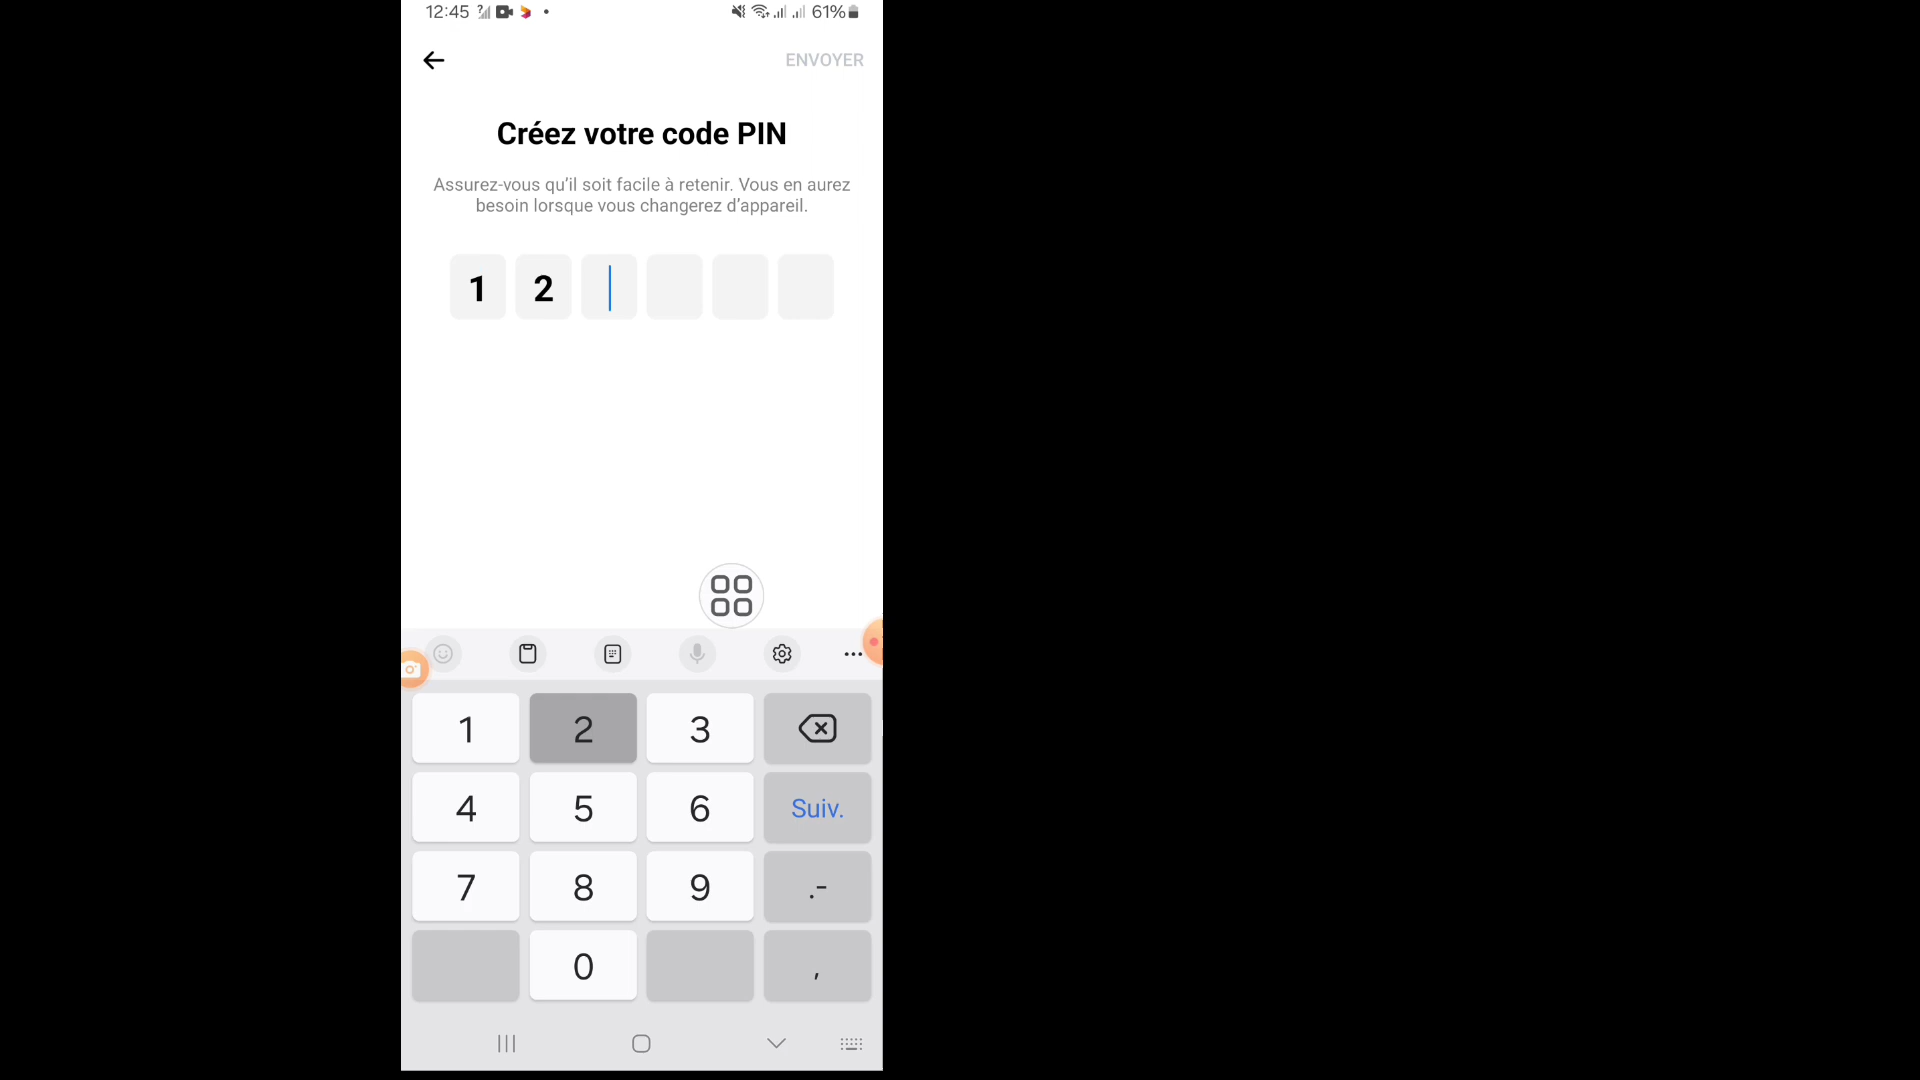 12:45
61%
ENVOYER
Créez votre code PIN
Assurez-vous qu’il soit facile à retenir. Vous en aurez
besoin lorsque vous changerez d’appareil.
1 2
1 2 3
4 5 6 Suiv.
7 8 9 .-
0 ,